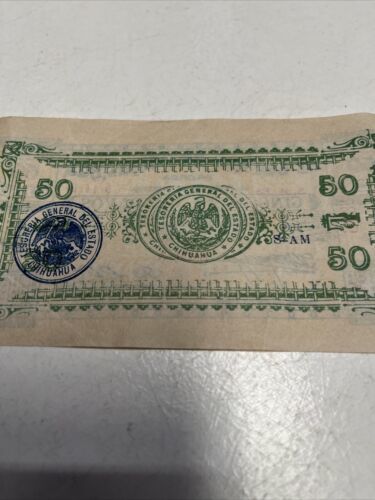 50
50
50
TESORERIA GENERAL DEL ESTADO
CHIHUAHUA
TESORERIA GENERAL DEL ESTADO
CHIHUAHUA